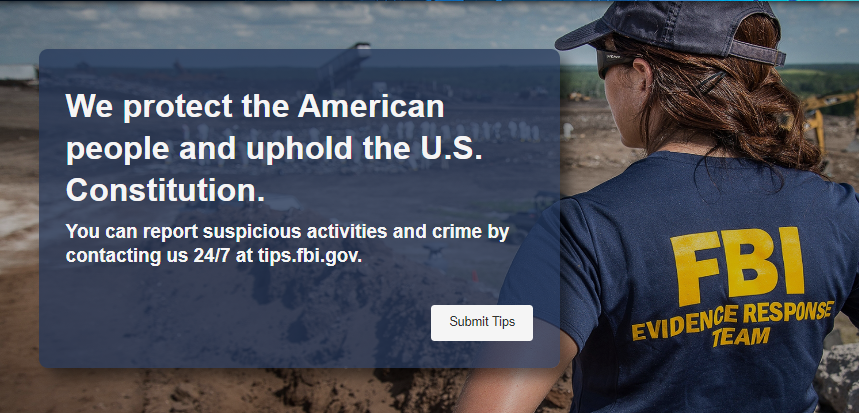 We protect the American
people and uphold the U.S.
Constitution.
You can report suspicious activities and crime by
contacting us 24/7 at tips.fbi.gov.
Submit Tips
FBI
EVIDENCE RESPONSE
TEAM